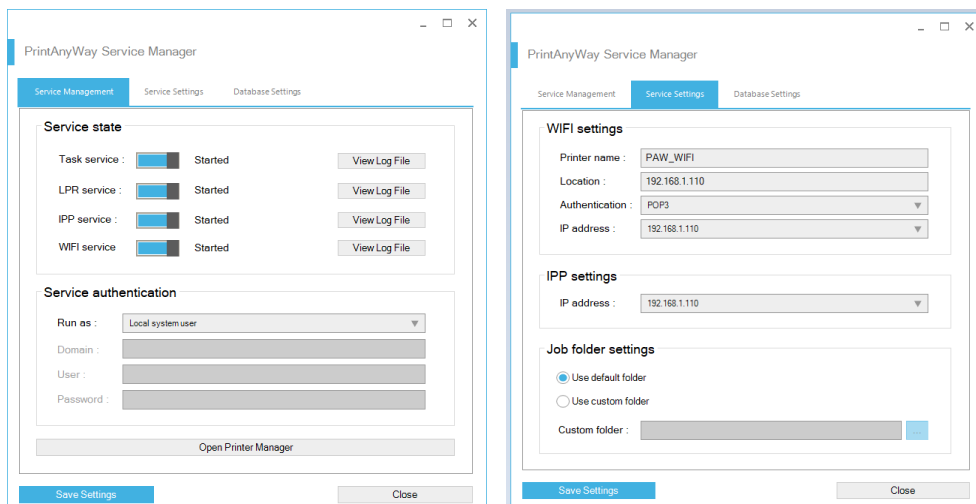 PrintAnyWay Service Manager
Service Management Service Settings Database Settings
Service state
Task service : Started View Log File
LPR service : Started View Log File
IPP service : Started View Log File
WIFI service Started View Log File
Service authentication
Run as : Local system user
Domain :
User :
Password :
Open Printer Manager
Save Settings Close
PrintAnyWay Service Manager
Service Management Service Settings Database Settings
WIFI settings
Printer name : PAW_WIFI
Location : 192.168.1.110
Authentication : POP3
IP address : 192.168.1.110
IPP settings
IP address : 192.168.1.110
Job folder settings
Use default folder
Use custom folder
Custom folder : ...
Save Settings Close